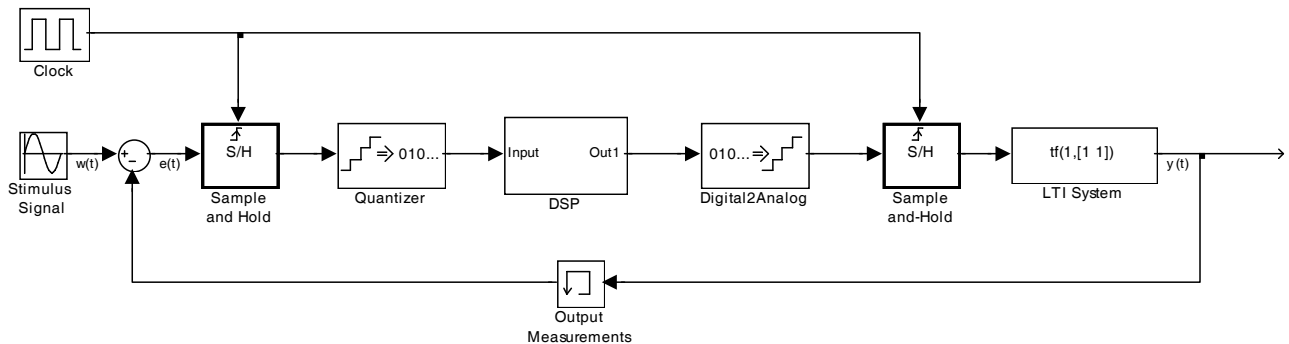 Clock
S/H
S/H
w(t)
e(t)
010...
Input
Out1
010...
tf(1,[1 1])
y(t)
Stimulus
Signal
Sample
and Hold
Quantizer
DSP
Digital2Analog
Sample
and-Hold
LTI System
Output
Measurements